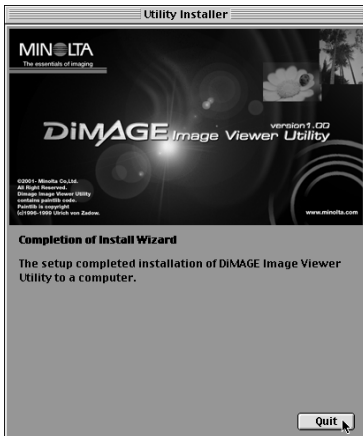 Utility Installer
MINOLTA
The essentials of imaging
DiMAGE Image Viewer Utility
version1.00
©2001- Minolta Co,Ltd.
All Right Reserved.
Dimage Image Viewer Utility
contains paintlib code.
Paintlib is copyright
(c)1996-1999 Ulrich von Zadow.
www.minolta.com
Completion of Install Wizard
The setup completed installation of DiMAGE Image Viewer
Utility to a computer.
Quit